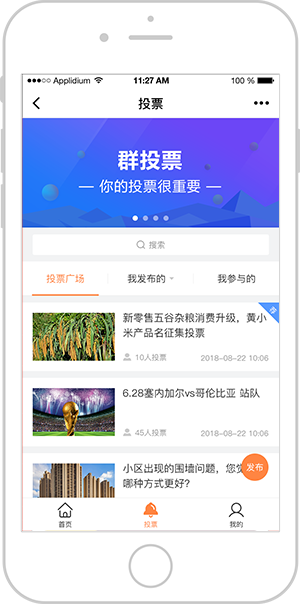 Applidium 11:27 AM 100 %
投票
群投票
— 你的投票很重要 —
搜索
投票广场 我发布的 我参与的
新零售五谷杂粮消费升级，黄小
米产品名征集投票
10人投票 2018-08-22 10:06
6.28塞内加尔vs哥伦比亚 站队
45人投票 2018-08-22 10:06
小区出现的围墙问题，您
哪种方式更好?
发布
首页 投票 我的